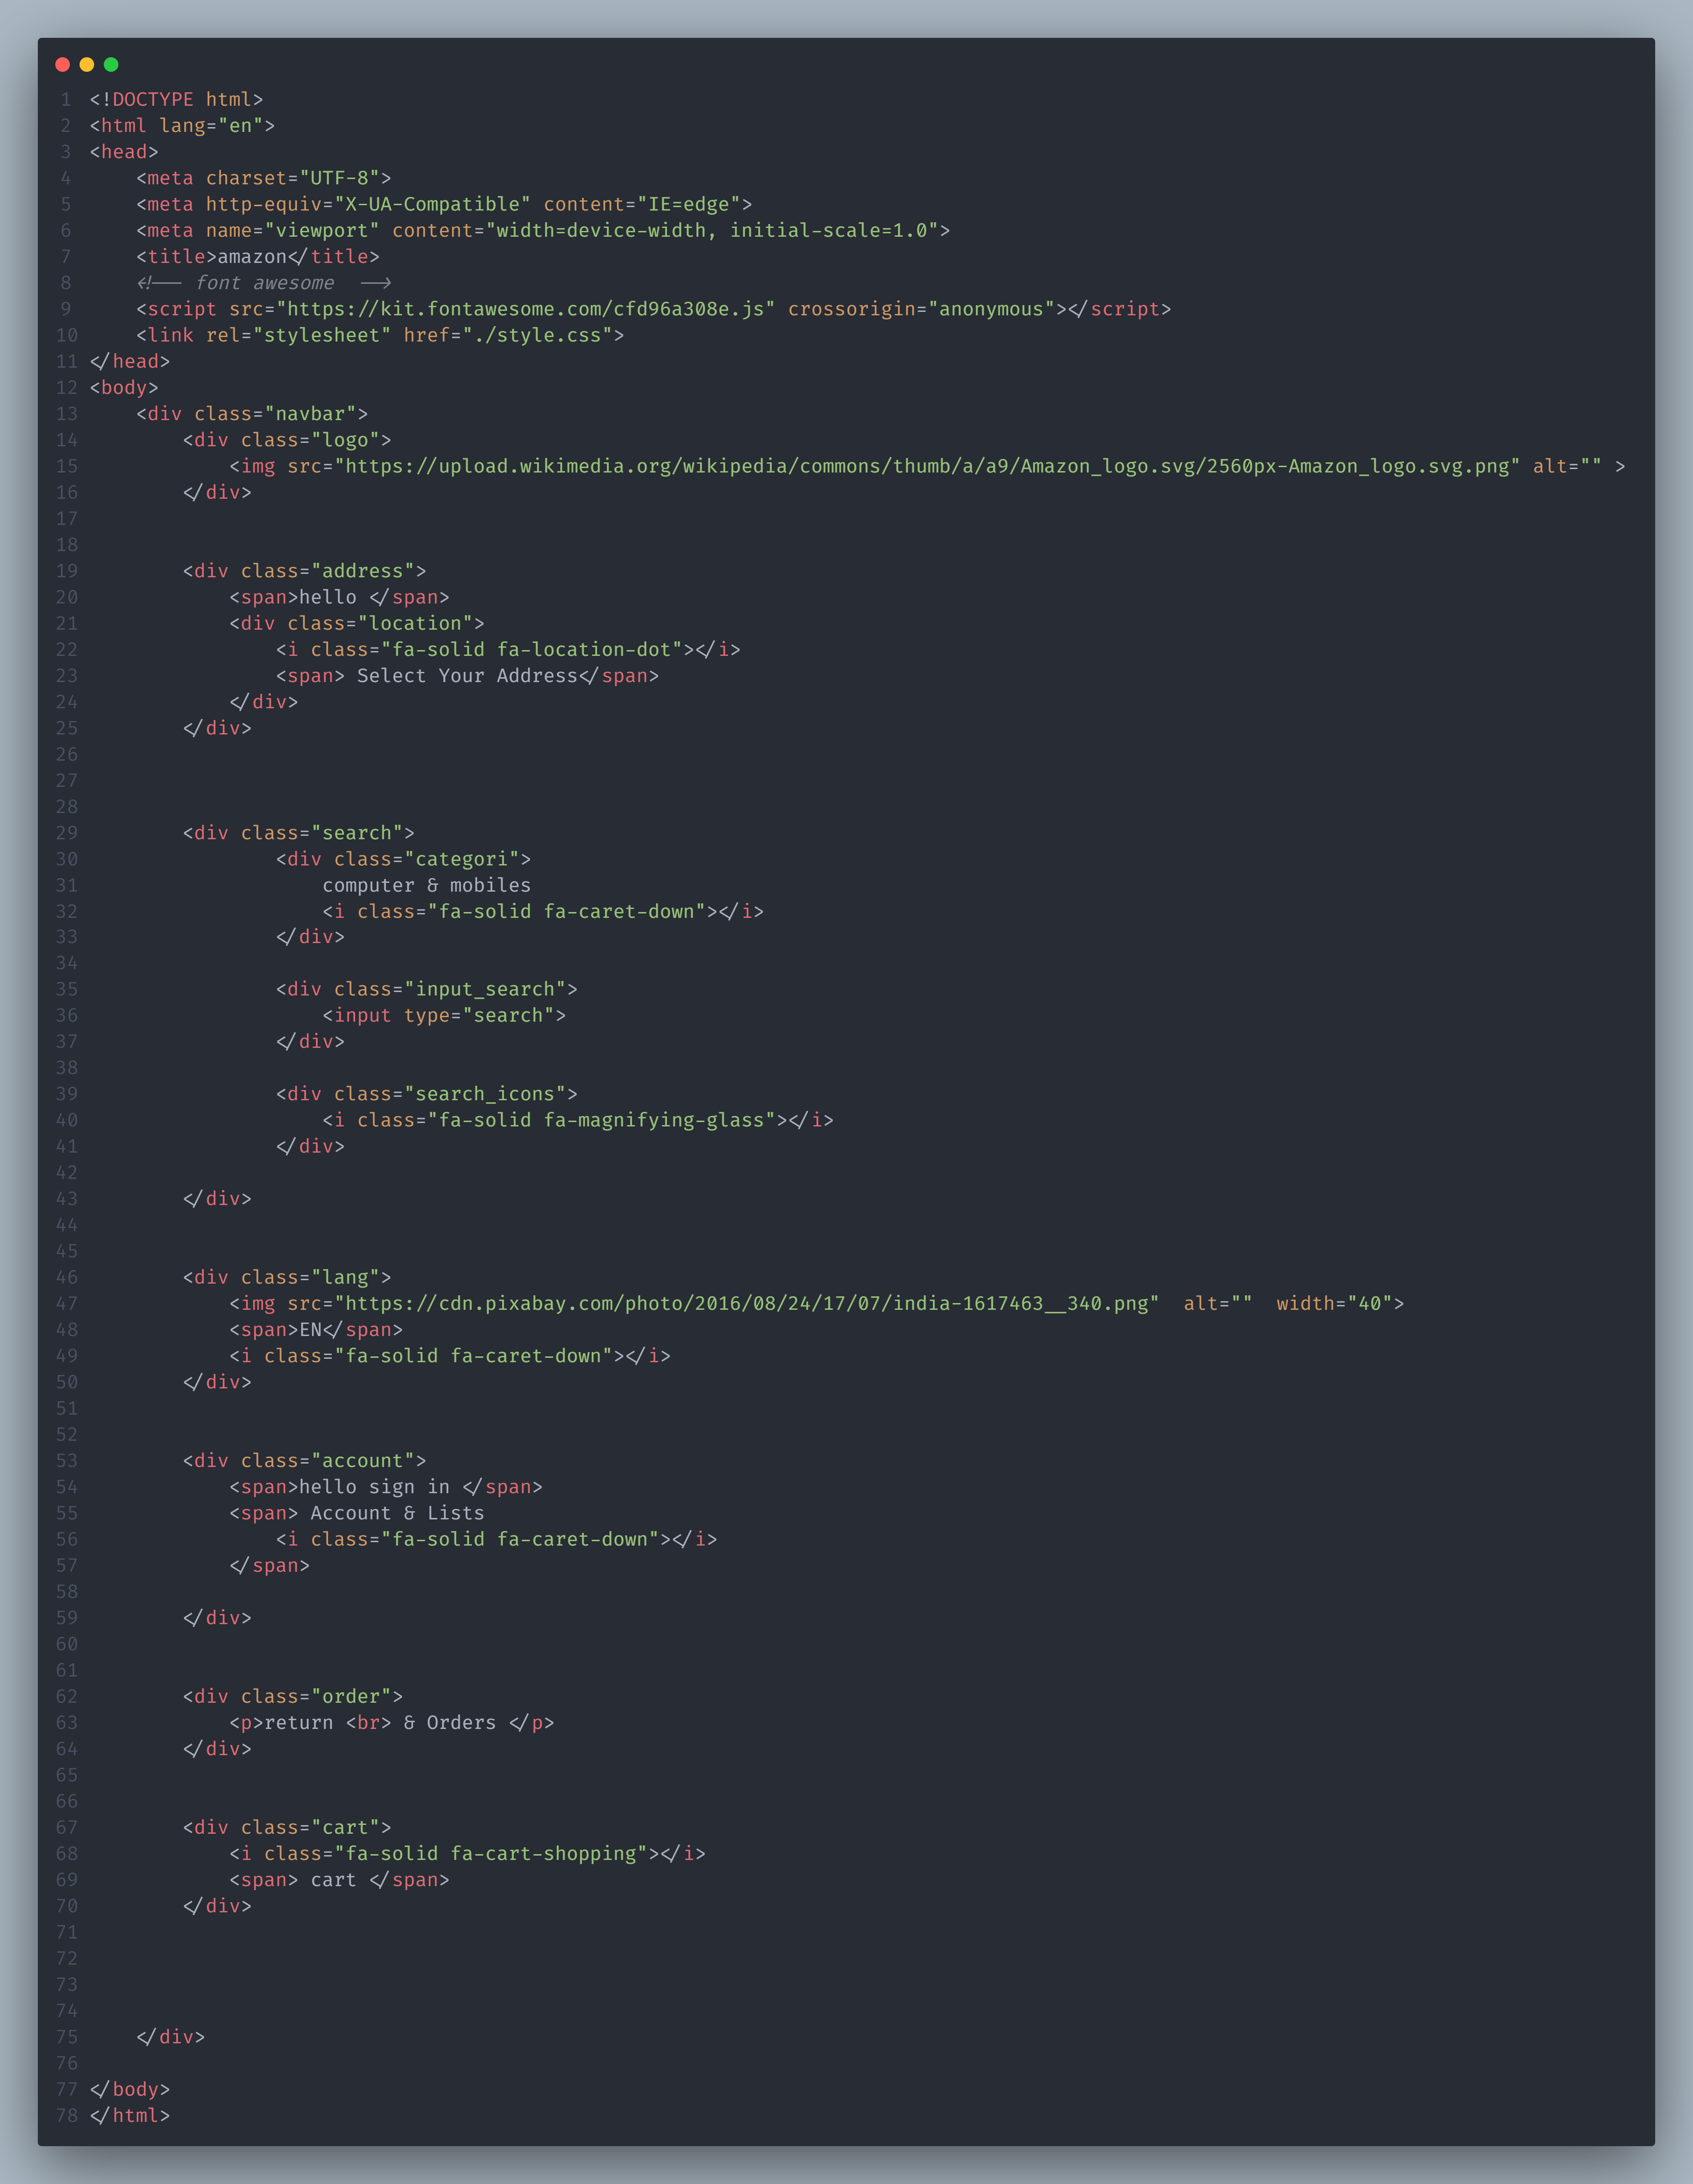 1 <!DOCTYPE html>
2 <html lang="en">
3 <head>
4     <meta charset="UTF-8">
5     <meta http-equiv="X-UA-Compatible" content="IE=edge">
6     <meta name="viewport" content="width=device-width, initial-scale=1.0">
7     <title>amazon</title>
8     <!-- font awesome  -->
9     <script src="https://kit.fontawesome.com/cfd96a308e.js" crossorigin="anonymous"></script>
10     <link rel="stylesheet" href="./style.css">
11 </head>
12 <body>
13     <div class="navbar">
14         <div class="logo">
15             <img src="https://upload.wikimedia.org/wikipedia/commons/thumb/a/a9/Amazon_logo.svg/2560px-Amazon_logo.svg.png" alt="" >
16         </div>
17
18
19         <div class="address">
20             <span>hello </span>
21             <div class="location">
22                 <i class="fa-solid fa-location-dot"></i>
23                 <span> Select Your Address</span>
24             </div>
25         </div>
26
27
28
29         <div class="search">
30                 <div class="categori">
31                     computer & mobiles
32                     <i class="fa-solid fa-caret-down"></i>
33                 </div>
34
35                 <div class="input_search">
36                     <input type="search">
37                 </div>
38
39                 <div class="search_icons">
40                     <i class="fa-solid fa-magnifying-glass"></i>
41                 </div>
42
43         </div>
44
45
46         <div class="lang">
47             <img src="https://cdn.pixabay.com/photo/2016/08/24/17/07/india-1617463__340.png"  alt=""  width="40">
48             <span>EN</span>
49             <i class="fa-solid fa-caret-down"></i>
50         </div>
51
52
53         <div class="account">
54             <span>hello sign in </span>
55             <span> Account & Lists
56                 <i class="fa-solid fa-caret-down"></i>
57             </span>
58
59         </div>
60
61
62         <div class="order">
63             <p>return <br> & Orders </p>
64         </div>
65
66
67         <div class="cart">
68             <i class="fa-solid fa-cart-shopping"></i>
69             <span> cart </span>
70         </div>
71
72
73
74
75     </div>
76
77 </body>
78 </html>